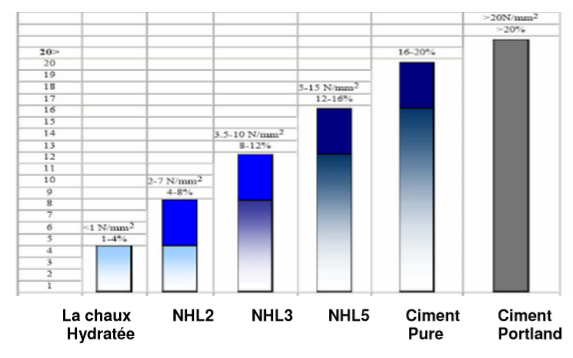 >20N/mm2
>20%
20>
16-20%
20
19
18
5-15 N/mm2
17
12-16%
16
15
14
3.5-10 N/mm2
13
8-12%
12
11
10
2-7 N/mm2
9
4-8%
8
7
6
<1 N/mm2
5
1-4%
4
3
2
1
La chaux Hydratée
NHL2
NHL3
NHL5
Ciment Pure
Ciment Portland